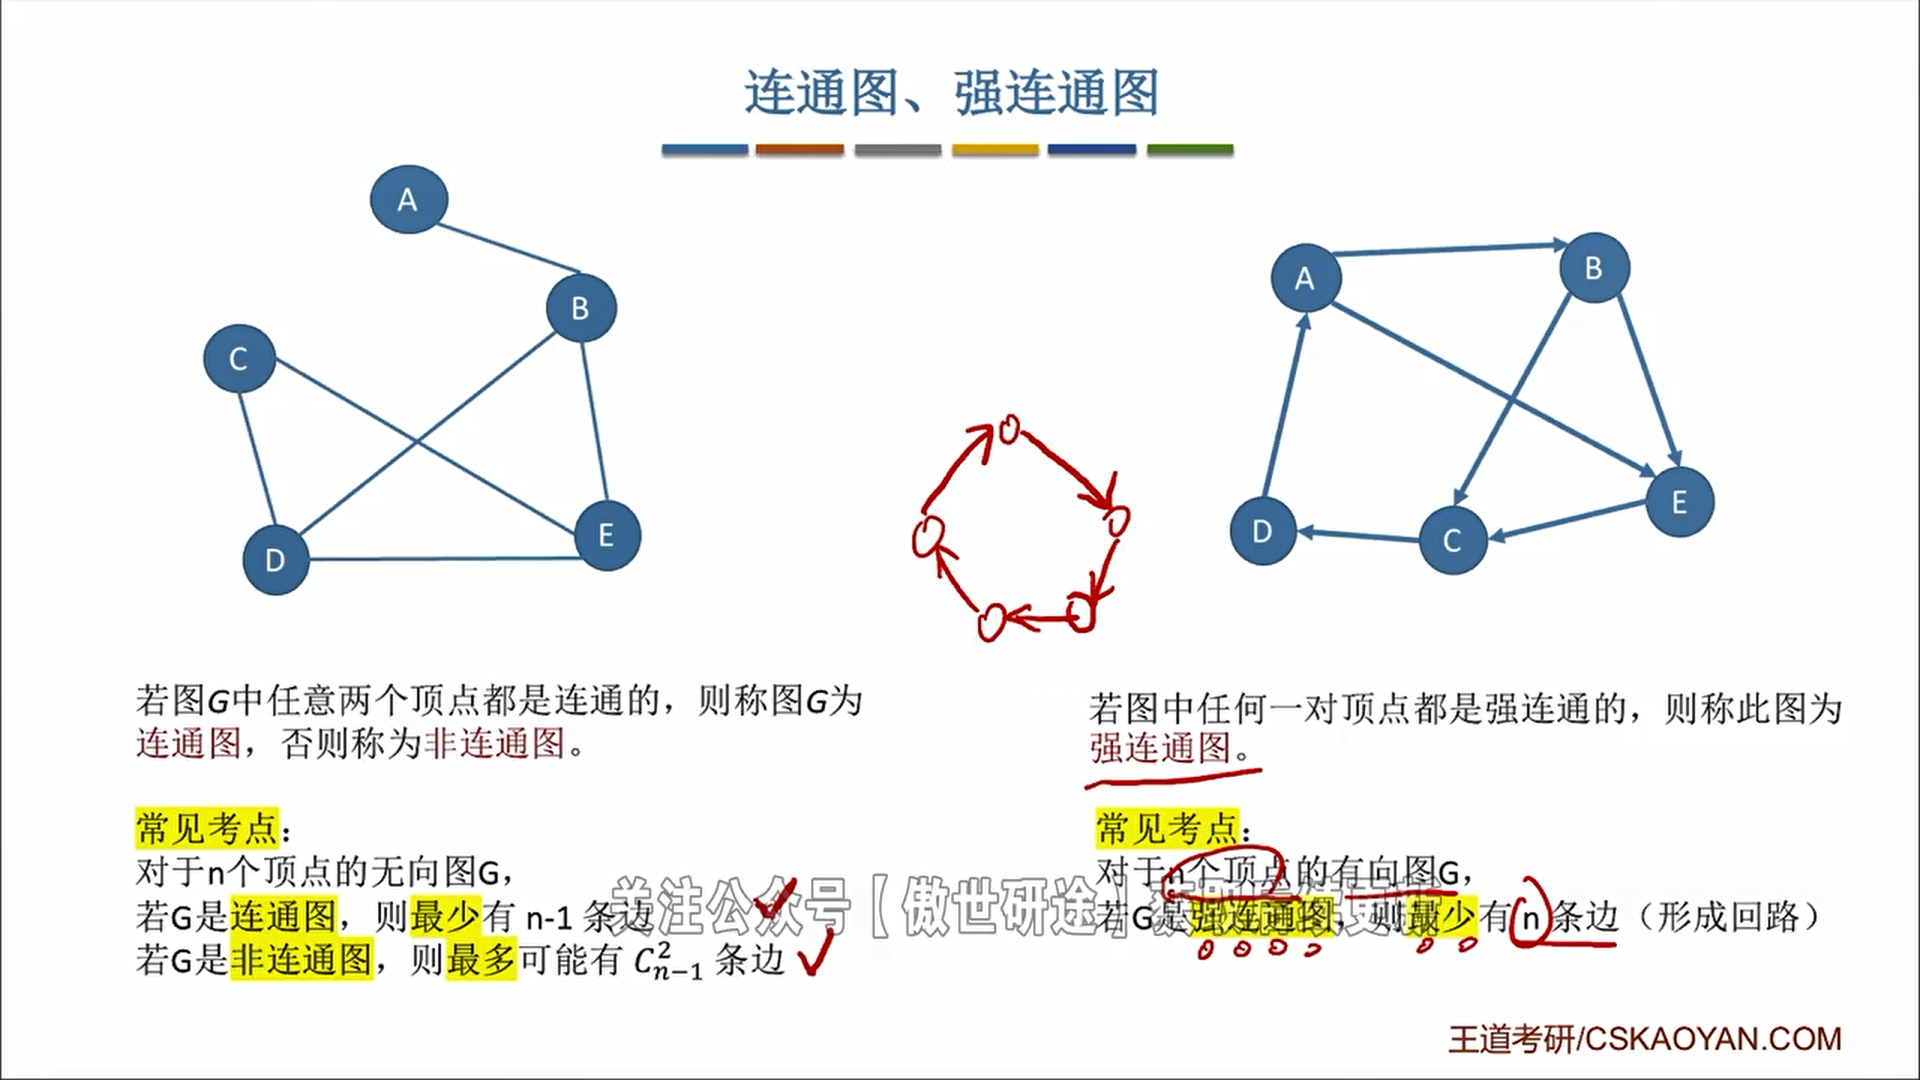 连通图、强连通图
A
B
C
D
E
A
B
C
D
E
若图G中任意两个顶点都是连通的，则称图G为
连通图，否则称为非连通图。
常见考点：
对于n个顶点的无向图G，
若G是连通图，则最少有 n-1 条边
若G是非连通图，则最多可能有 C²ₙ₋₁ 条边
若图中任何一对顶点都是强连通的，则称此图为
强连通图。
常见考点：
对于n个顶点的有向图G，
若G是强连通图，则最少有 n 条边（形成回路）
关注公众号【傲世研途】
王道考研/CSKAOYAN.COM